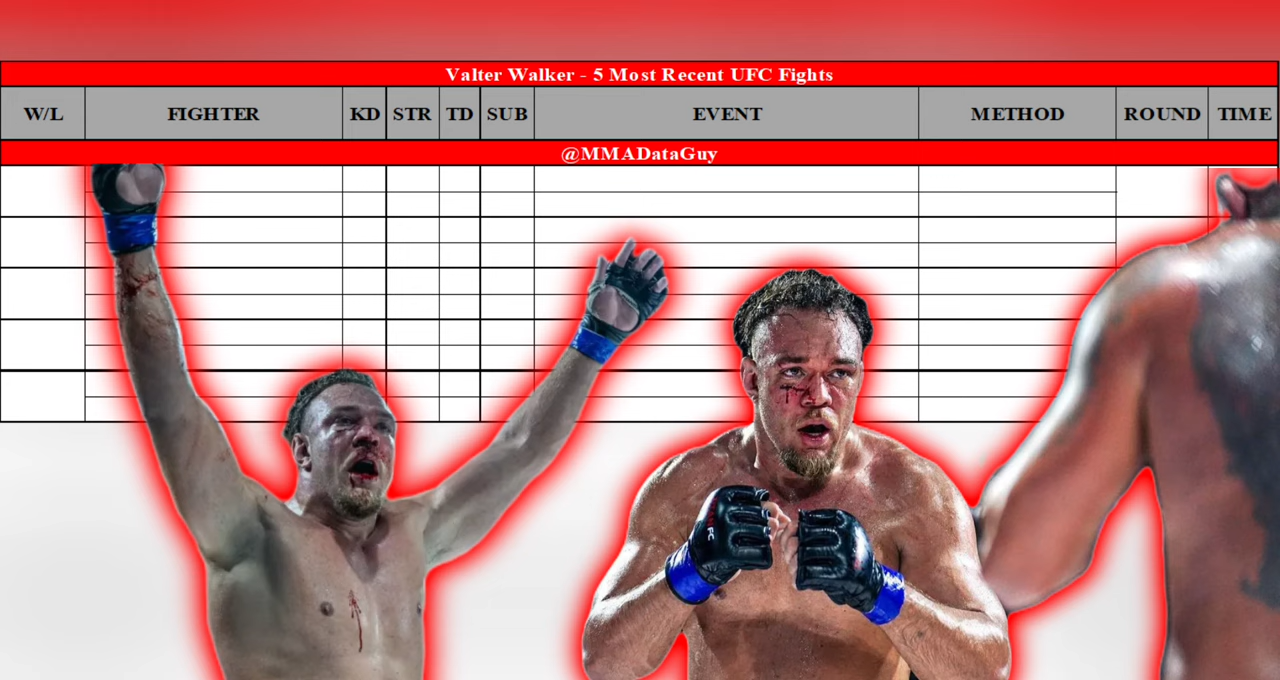 Valter Walker - 5 Most Recent UFC Fights
W/L FIGHTER KD STR TD SUB EVENT METHOD ROUND TIME
@MMADataGuy